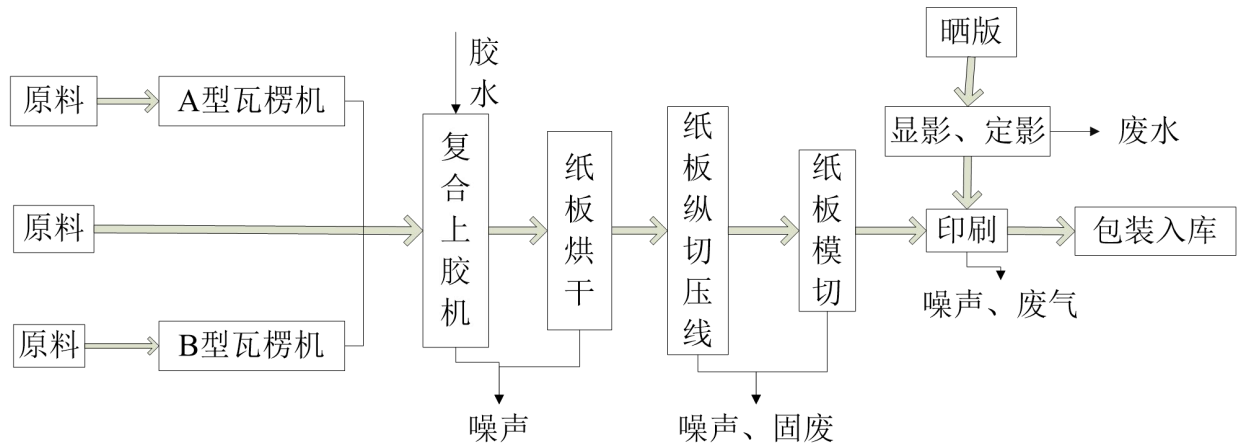 晒版
胶水
原料
A型瓦楞机
显影、定影
废水
复合上胶机
纸板烘干
纸板纵切压线
纸板模切
原料
印刷
包装入库
噪声、废气
原料
B型瓦楞机
噪声
噪声、固废